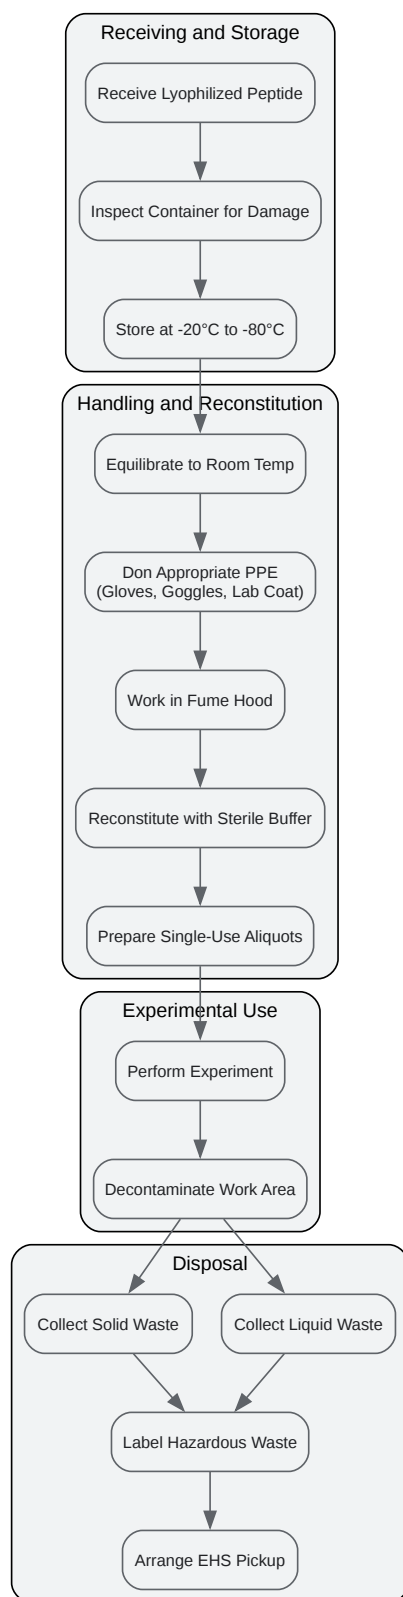 Receiving and Storage
Receive Lyophilized Peptide
Inspect Container for Damage
Store at -20°C to -80°C
Handling and Reconstitution
Equilibrate to Room Temp
Don Appropriate PPE
(Gloves, Goggles, Lab Coat)
Work in Fume Hood
Reconstitute with Sterile Buffer
Prepare Single-Use Aliquots
Experimental Use
Perform Experiment
Decontaminate Work Area
Disposal
Collect Solid Waste
Collect Liquid Waste
Label Hazardous Waste
Arrange EHS Pickup